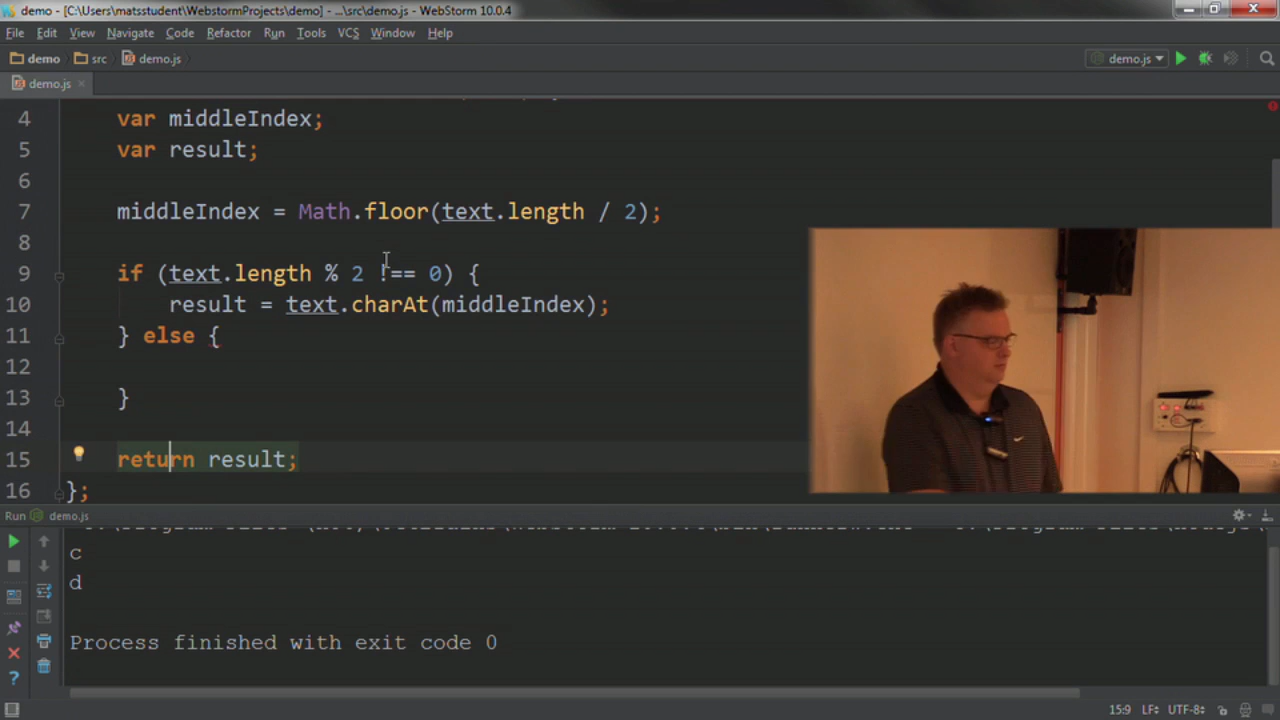 demo - [C:\Users\matsstudent\WebstormProjects\demo] - ...\src\demo.js - WebStorm 10.0.4
File Edit View Navigate Code Refactor Run Tools VCS Window Help
demo src demo.js demo.js
demo.js
4 var middleIndex;
5 var result;
6
7 middleIndex = Math.floor(text.length / 2);
8
9 if (text.length % 2 !== 0) {
10 result = text.charAt(middleIndex);
11 } else {
12
13 }
14
15 return result;
16 };
Run demo.js
c
d
Process finished with exit code 0
15:9 LF UTF-8